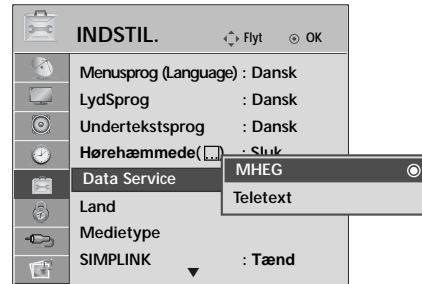 INDSTIL. Flyt OK
Menusprog (Language) : Dansk
LydSprog : Dansk
Undertekstsprog : Dansk
Hørehæmmede( ) : Sluk
Data Service
MHEG
Teletext
Land
Medietype
SIMPLINK : Tænd